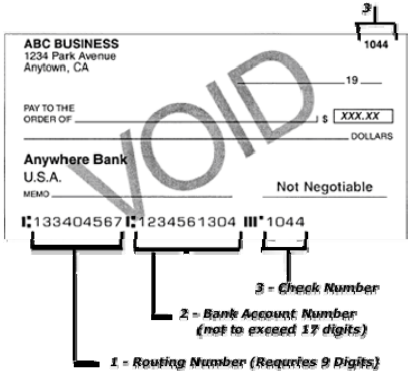 3
ABC BUSINESS 1044
1234 Park Avenue
Anytown, CA
19
PAY TO THE
ORDER OF $ XXX.XX
DOLLARS
VOID
Anywhere Bank
U.S.A.
MEMO Not Negotiable
⑆133404567⑆1234561304⑈1044
3 - Check Number
2 - Bank Account Number
(not to exceed 17 digits)
1 - Routing Number (Requries 9 Digits)